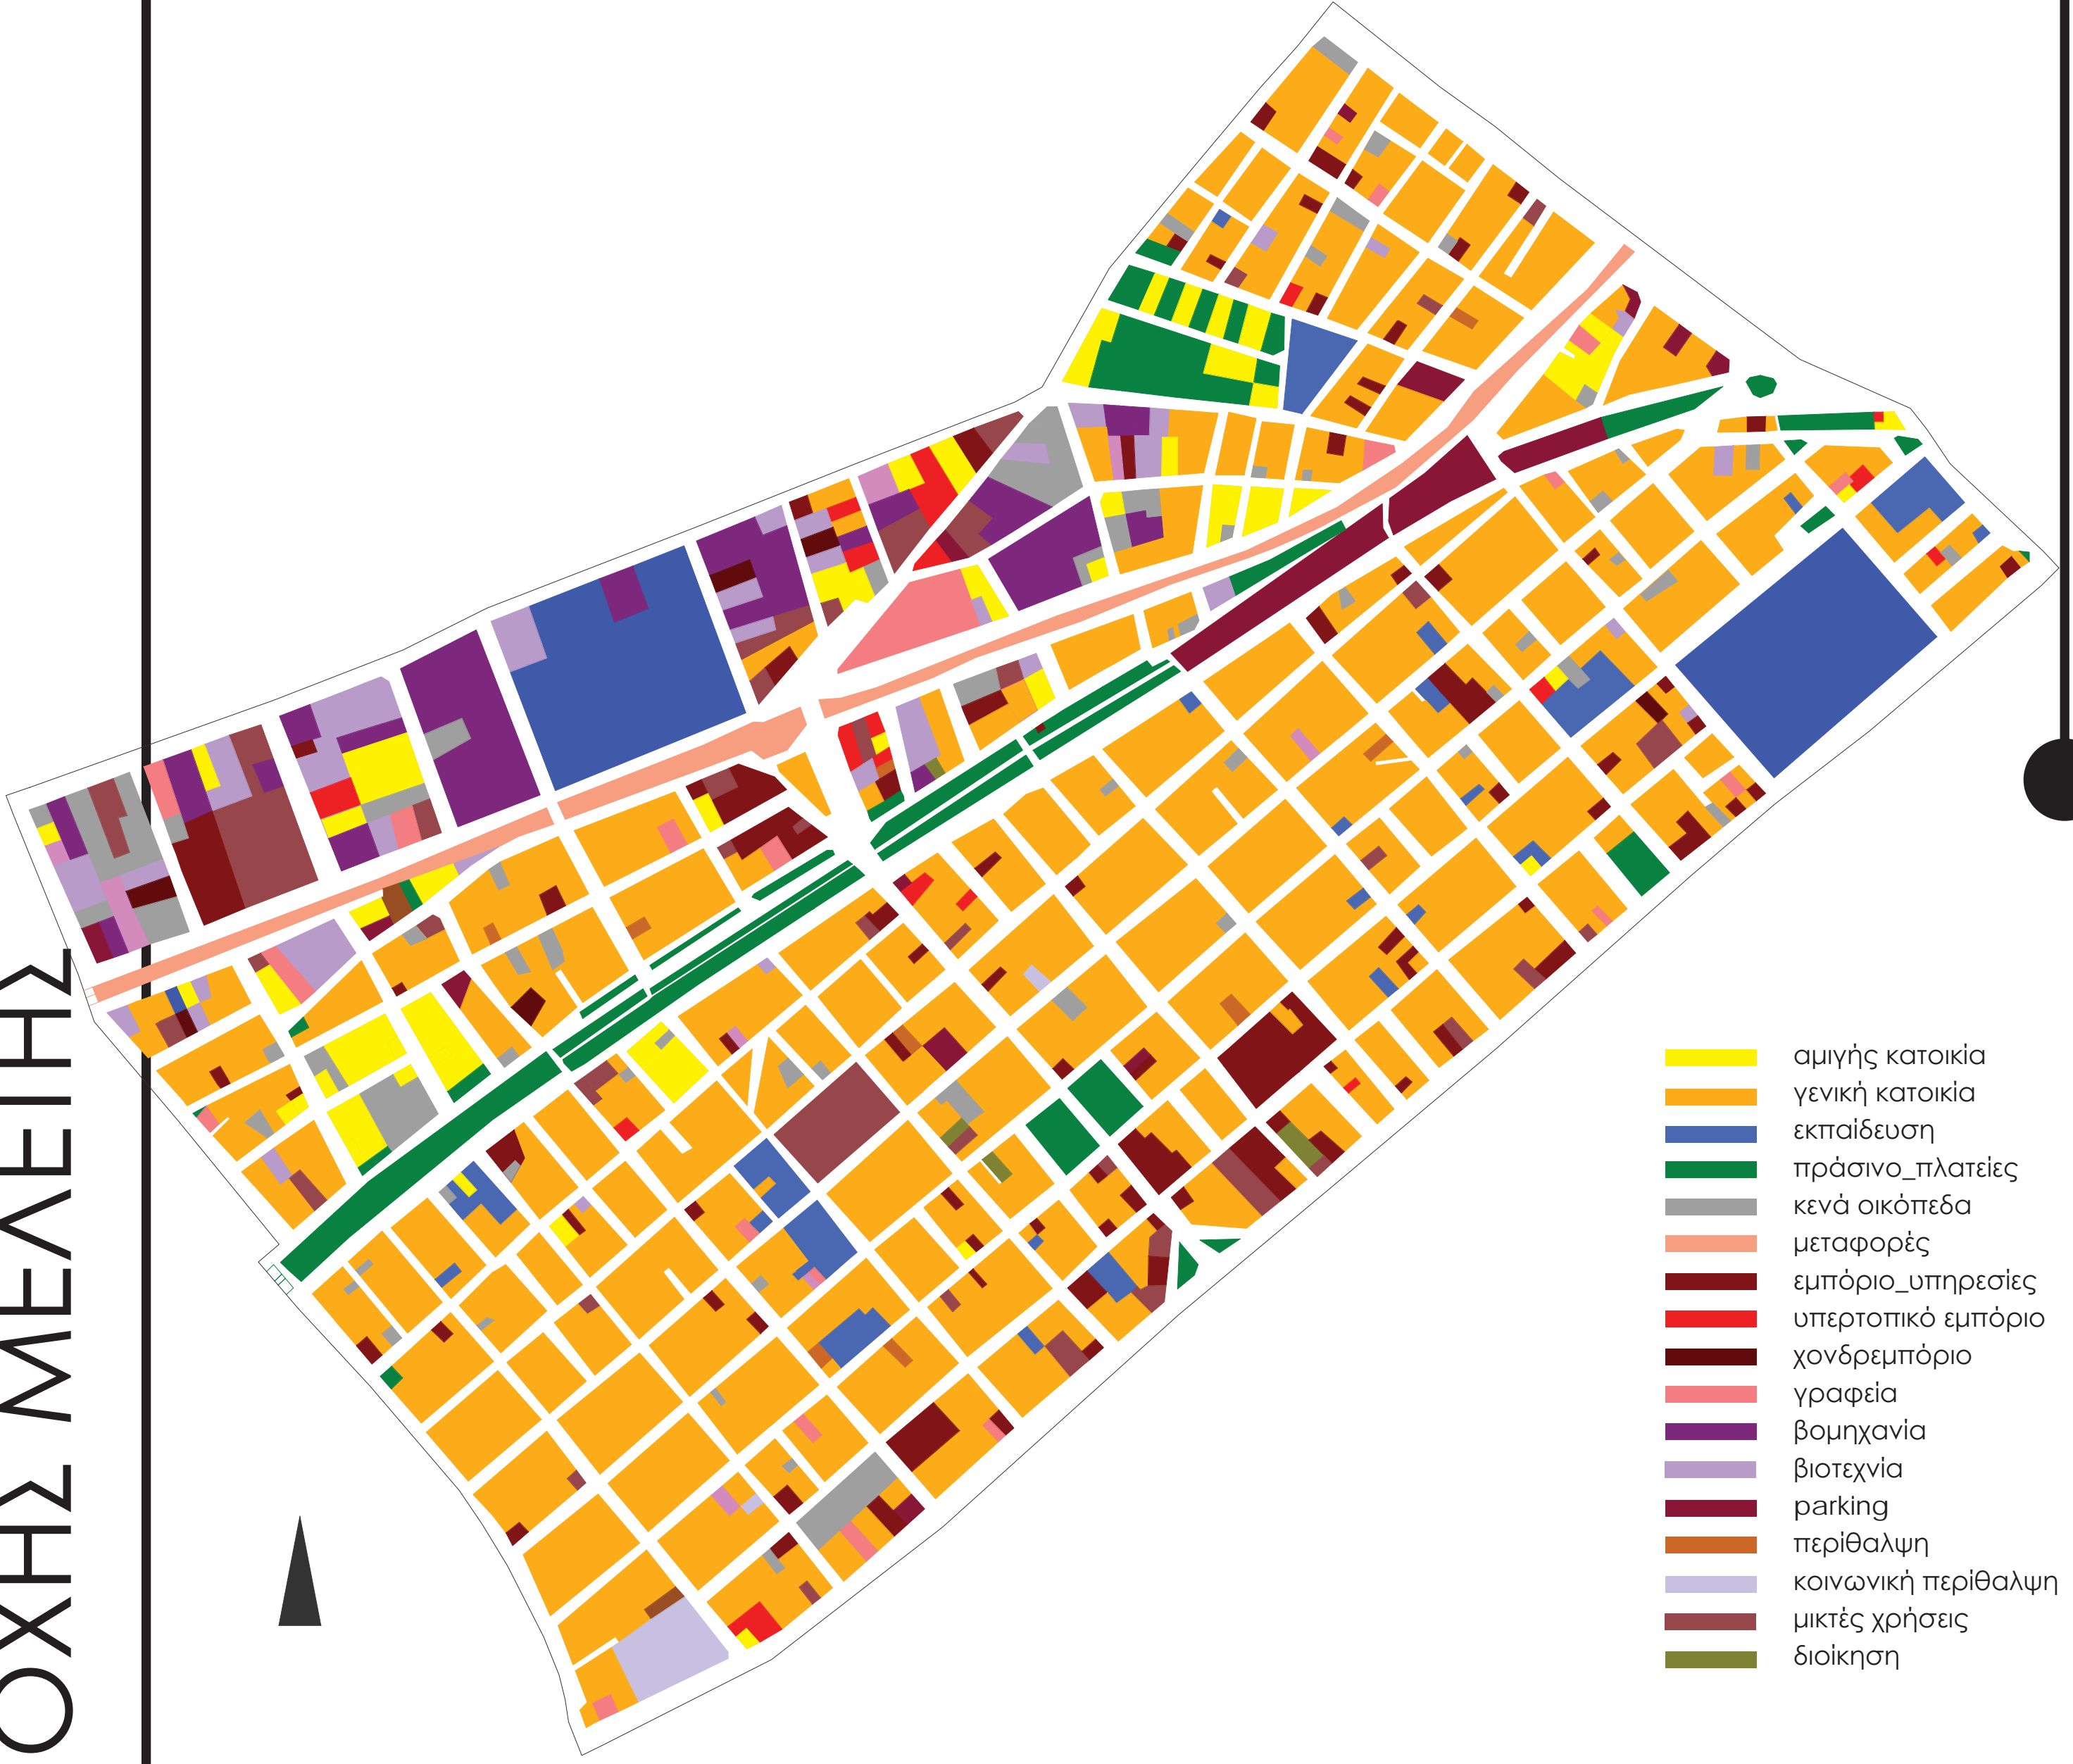 ΟΧΗΣ ΜΕΛΕΤΗΣ
αμιγής κατοικία
γενική κατοικία
εκπαίδευση
πράσινο_πλατείες
κενά οικόπεδα
μεταφορές
εμπόριο_υπηρεσίες
υπερτοπικό εμπόριο
χονδρεμπόριο
γραφεία
βομηχανία
βιοτεχνία
parking
περίθαλψη
κοινωνική περίθαλψη
μικτές χρήσεις
διοίκηση